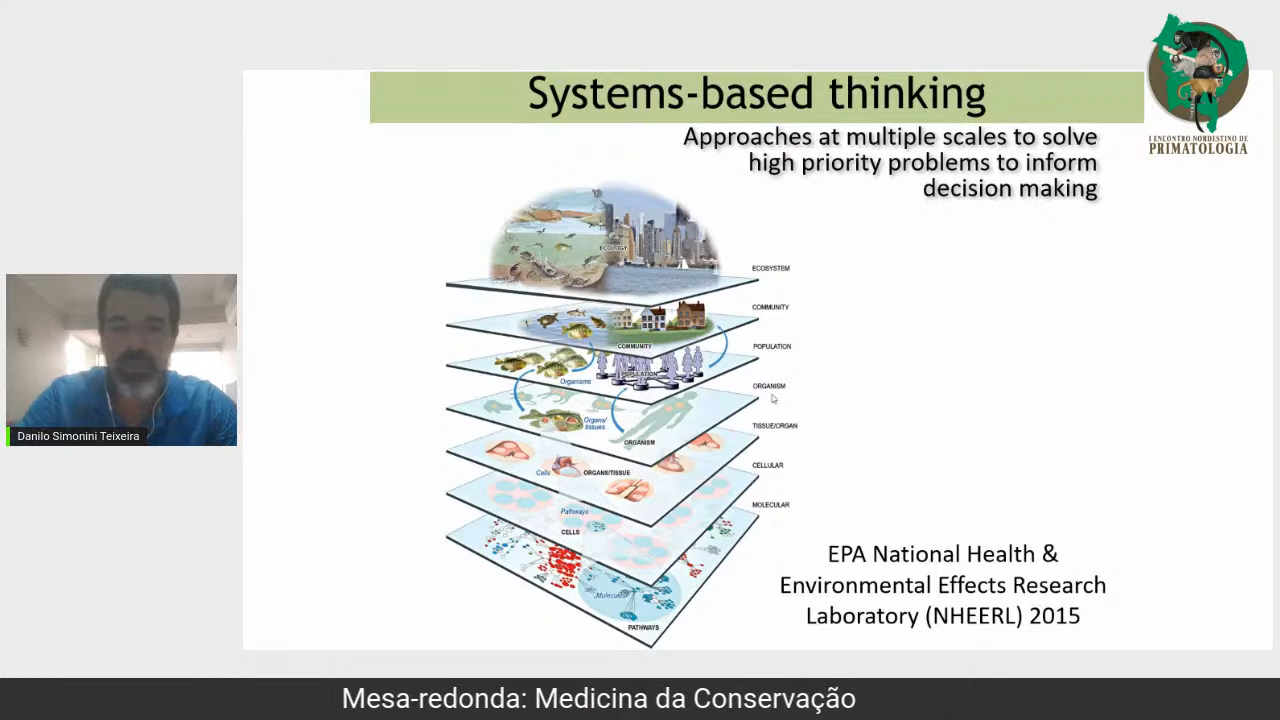 Systems-based thinking
Approaches at multiple scales to solve
high priority problems to inform
decision making
I ENCONTRO NORDESTINO DE
PRIMATOLOGIA
ECOLOGY
ECOSYSTEM
COMMUNITY
COMMUNITY
POPULATION
POPULATION
Organisms
ORGANISM
Organs/
tissues
ORGANISM
TISSUE/ORGAN
Cells
ORGANS/TISSUE
CELLULAR
Pathways
CELLS
MOLECULAR
Molecules
PATHWAYS
EPA National Health &
Environmental Effects Research
Laboratory (NHEERL) 2015
Danilo Simonini Teixeira
Mesa-redonda: Medicina da Conservação